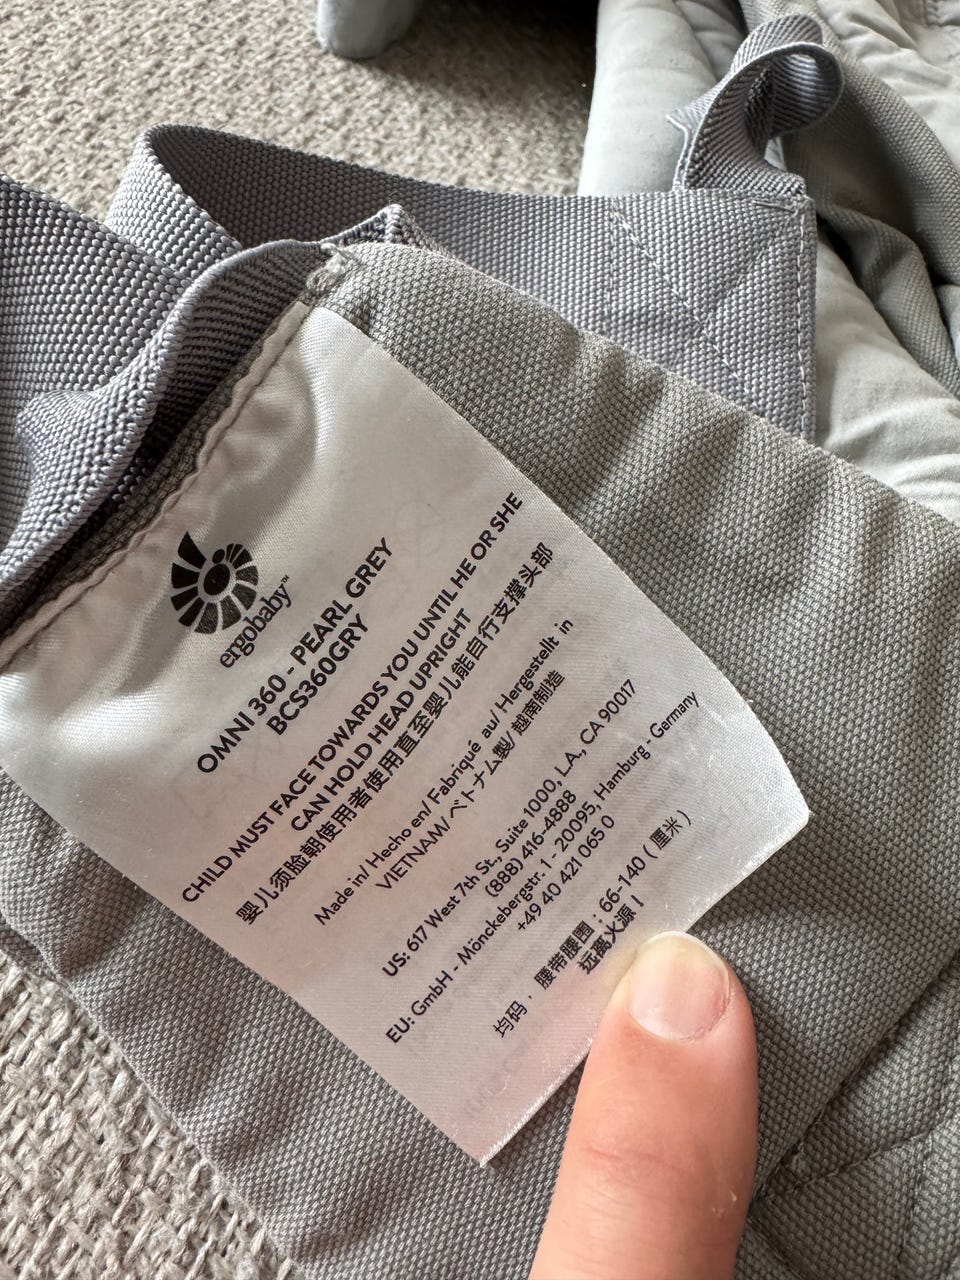 ergobaby™
OMNI 360 - PEARL GREY
BCS360GRY
CHILD MUST FACE TOWARDS YOU UNTIL HE OR SHE
CAN HOLD HEAD UPRIGHT
婴儿须脸朝使用者使用直至婴儿能自行支撑头部
Made in/ Hecho en/ Fabriqué au/ Hergestellt in
VIETNAM/ ベトナム製/ 越南制造
US: 617 West 7th St., Suite 1000, LA., CA 90017
(888) 416-4888
EU: GmbH - Mönckebergstr. 1 - 20095, Hamburg - Germany
+49 40 421 065 0
均码，腰带腰围：66-140 ( 厘米 )
远离火源！